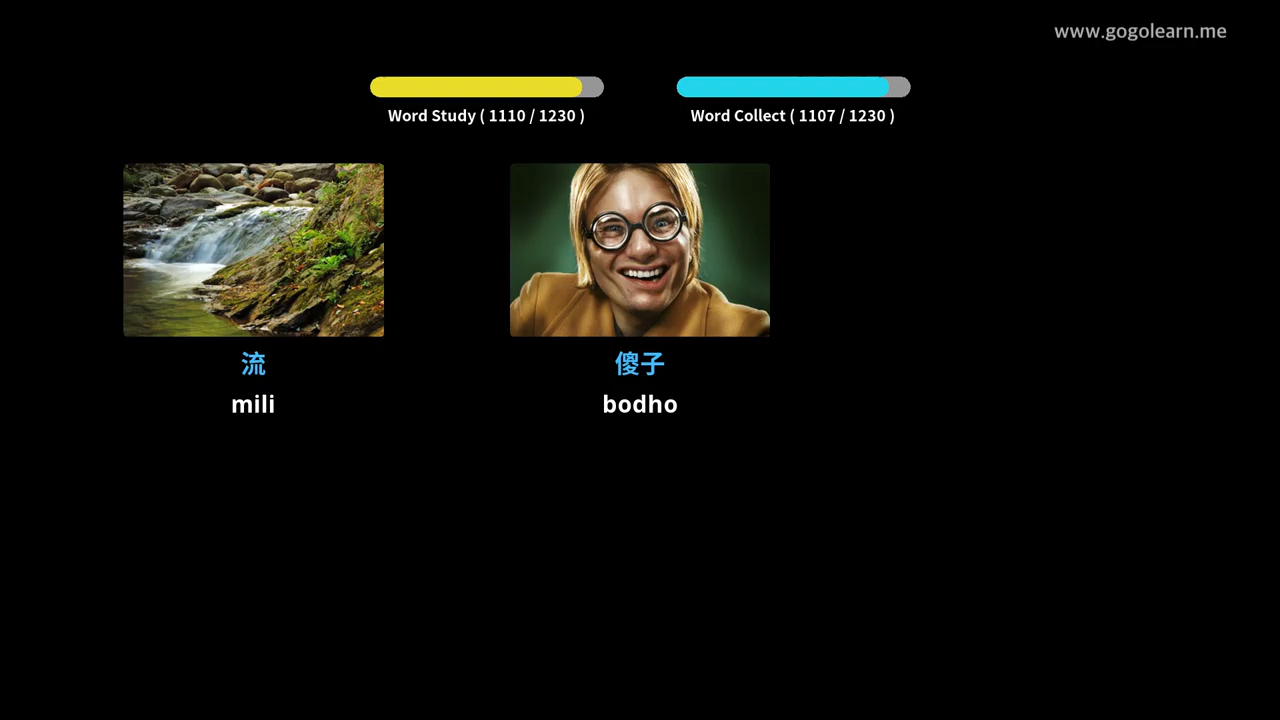 www.gogolearn.me
Word Study ( 1110 / 1230 )
Word Collect ( 1107 / 1230 )
流
mili
傻子
bodho